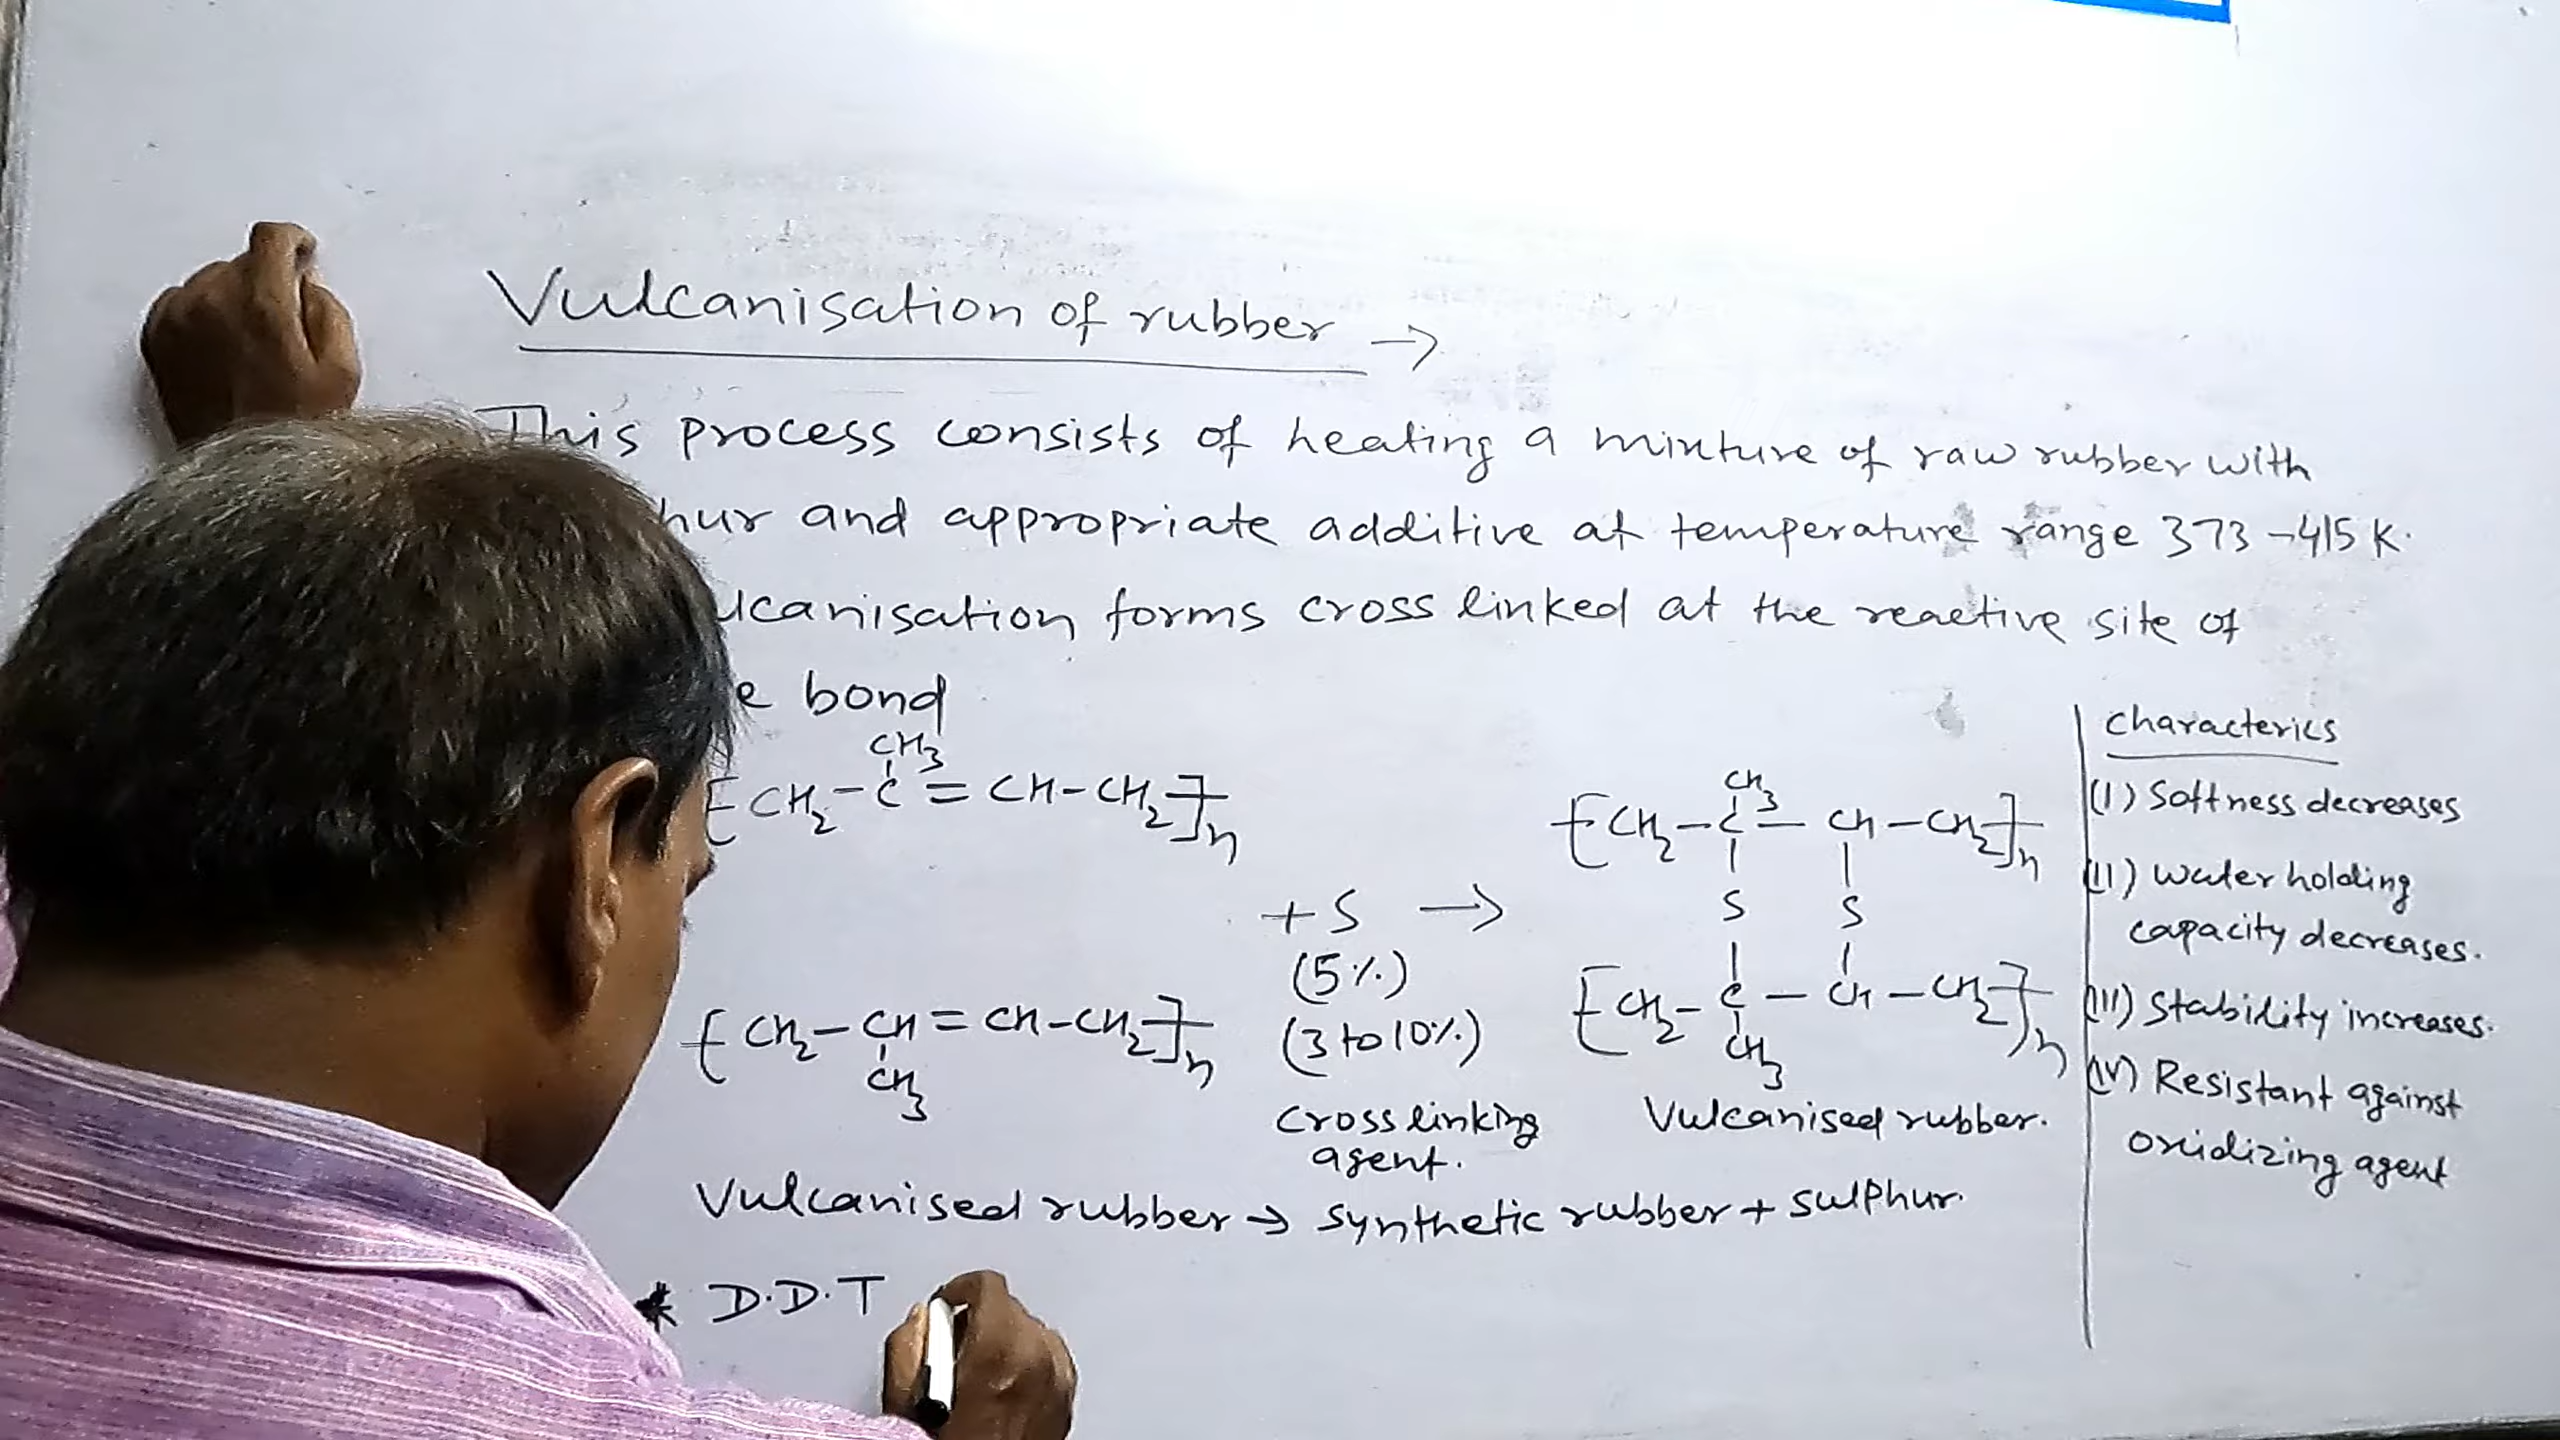 Vulcanisation of rubber →
This process consists of heating a mixture of raw rubber with
hur and appropriate additive at temperature range 373-415 K.
ulcanisation forms cross linked at the reactive site of
e bond
CH3
[CH2-C=CH-CH2]n
+ S →
(5%)
(3 to 10%)
cross linking
agent.
[CH2-CH=CH-CH2]n
CH3
CH3
[CH2-C-CH-CH2]n
S S
[CH2-C-CH-CH2]n
CH3
Vulcanised rubber.
Vulcanised rubber → synthetic rubber + sulphur.
* D.D.T
characterics
(I) Softness decreases
(II) Water holding
capacity decreases.
(III) Stability increases.
(IV) Resistant against
oxidizing agent